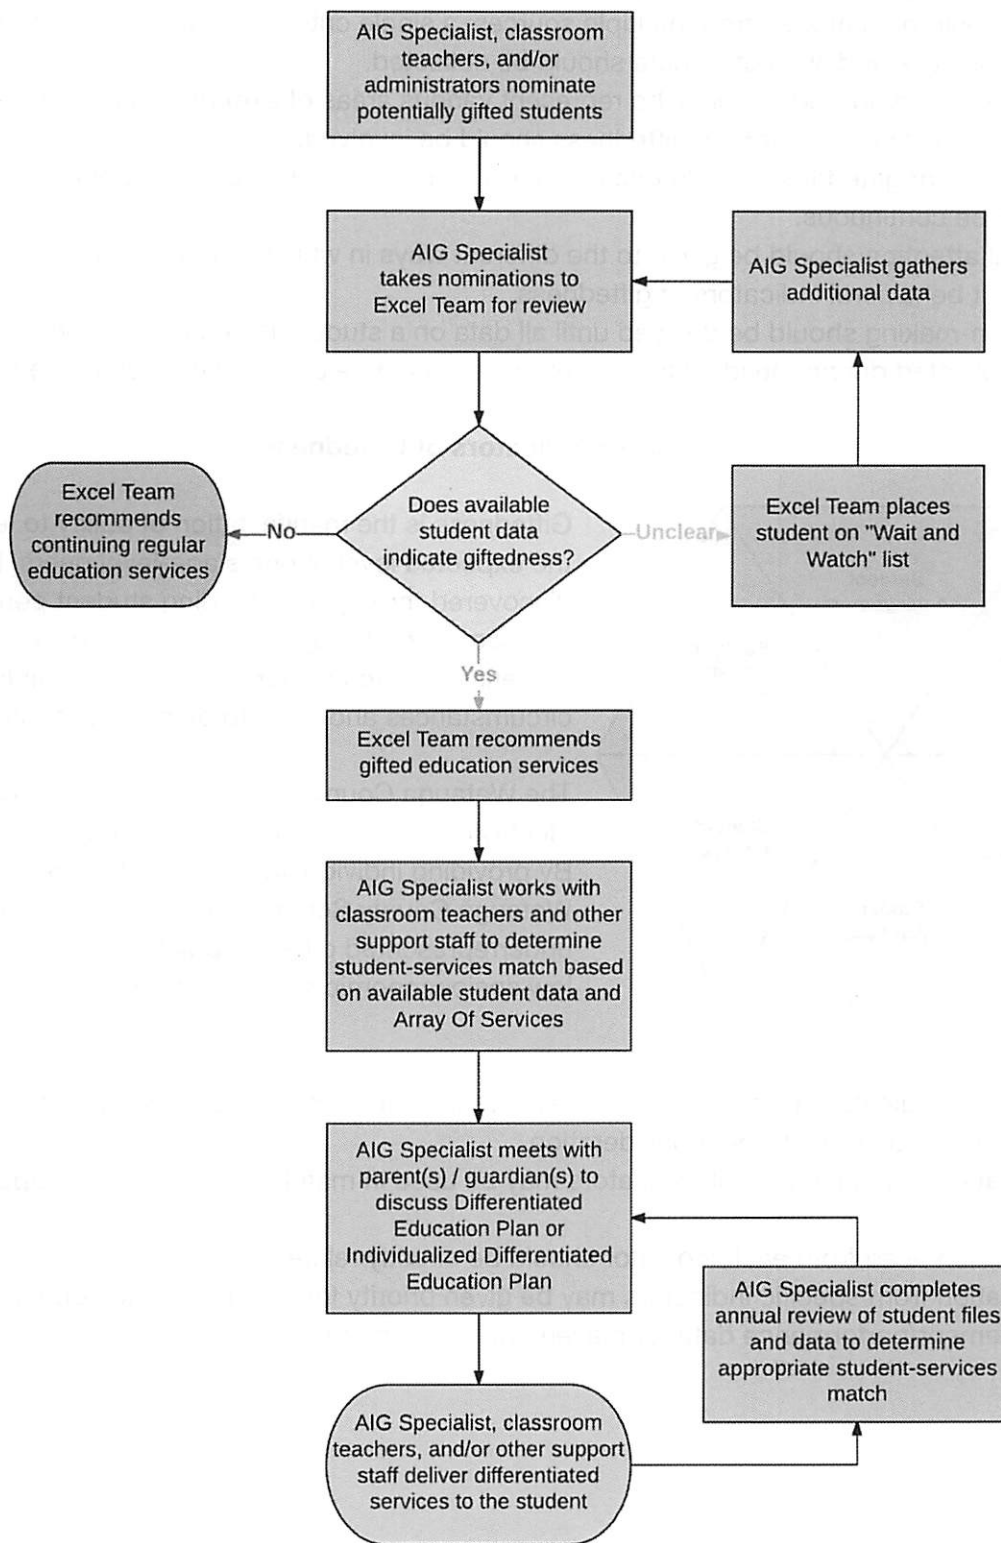 AIG Specialist, classroom
teachers, and/or
administrators nominate
potentially gifted students
AIG Specialist
takes nominations to
Excel Team for review
AIG Specialist gathers
additional data
Excel Team
recommends
continuing regular
education services
No
Does available
student data
indicate giftedness?
Unclear
Excel Team places
student on "Wait and
Watch" list
Yes
Excel Team recommends
gifted education services
AIG Specialist works with
classroom teachers and other
support staff to determine
student-services match based
on available student data and
Array Of Services
AIG Specialist meets with
parent(s) / guardian(s) to
discuss Differentiated
Education Plan or
Individualized Differentiated
Education Plan
AIG Specialist completes
annual review of student files
and data to determine
appropriate student-services
match
AIG Specialist, classroom
teachers, and/or other support
staff deliver differentiated
services to the student